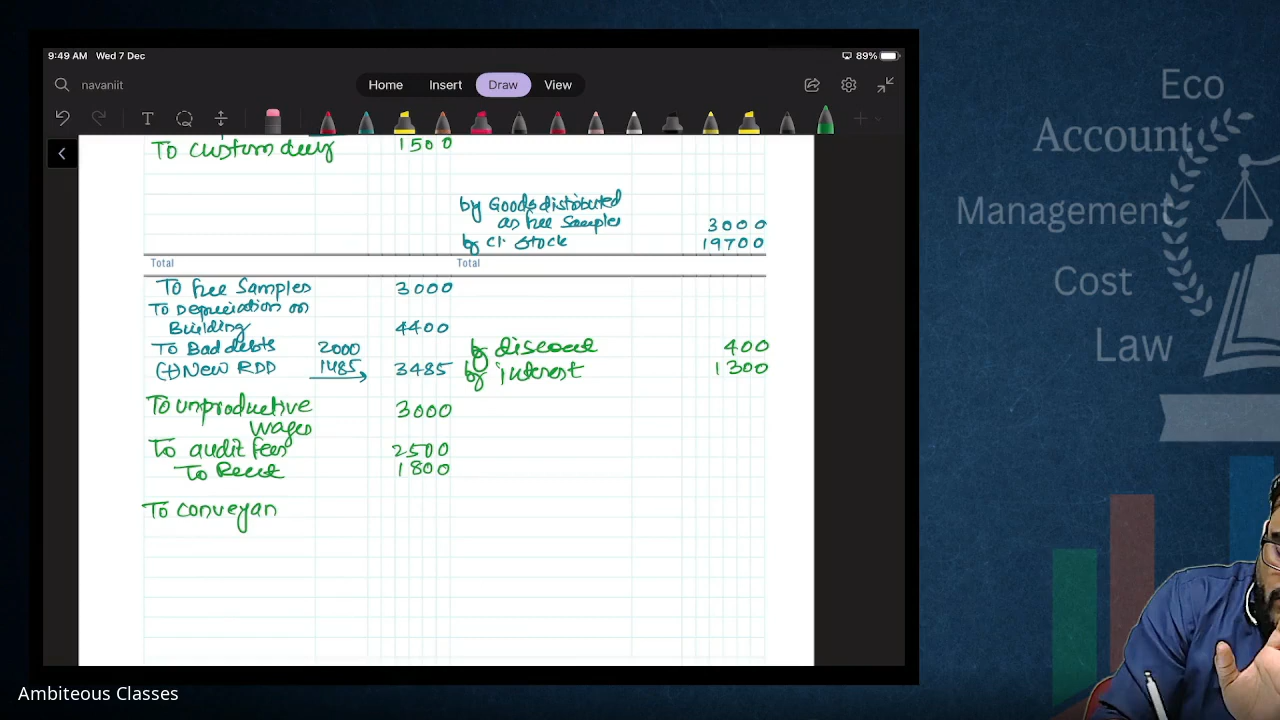 9:49 AM Wed 7 Dec
89%
navaniit
Home Insert Draw View
To custom duty 1500
by Goods distributed
as free Samples 3000
by Cl. Stock 19700
Total Total
To free Samples 3000
To Depreciation on
Building 4400
To Bad debts 2000
(+) New RDD 1485 3485
by discount 400
by interest 1300
To unproductive 3000
wages
To audit fees 2500
To Rent 1800
To conveyan
Eco
Account
Management
Cost
Law
Ambiteous Classes